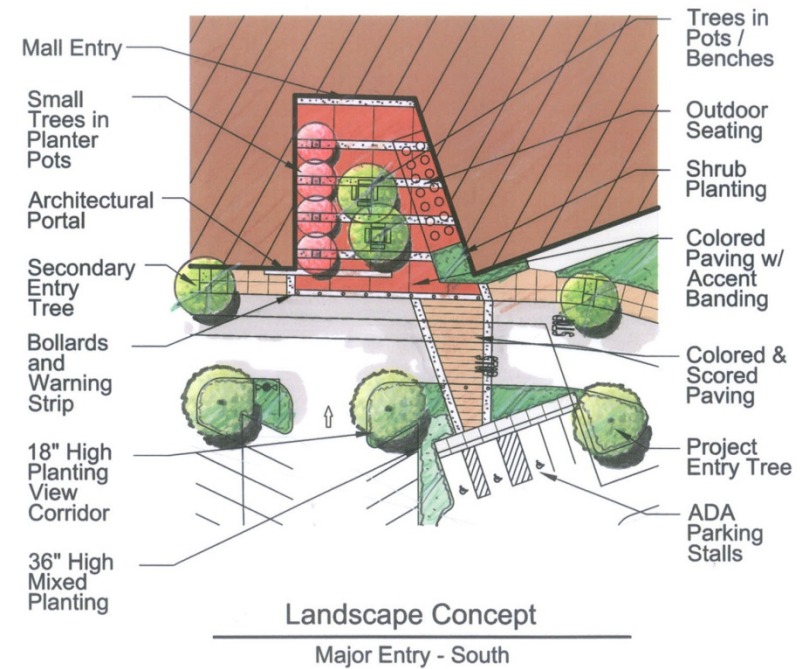 Mall Entry
Small
Trees in
Planter
Pots
Architectural
Portal
Secondary
Entry
Tree
Bollards
and
Warning
Strip
18" High
Planting
View
Corridor
36" High
Mixed
Planting
Trees in
Pots /
Benches
Outdoor
Seating
Shrub
Planting
Colored
Paving w/
Accent
Banding
Colored &
Scored
Paving
Project
Entry Tree
ADA
Parking
Stalls
STOP
Landscape Concept
Major Entry - South